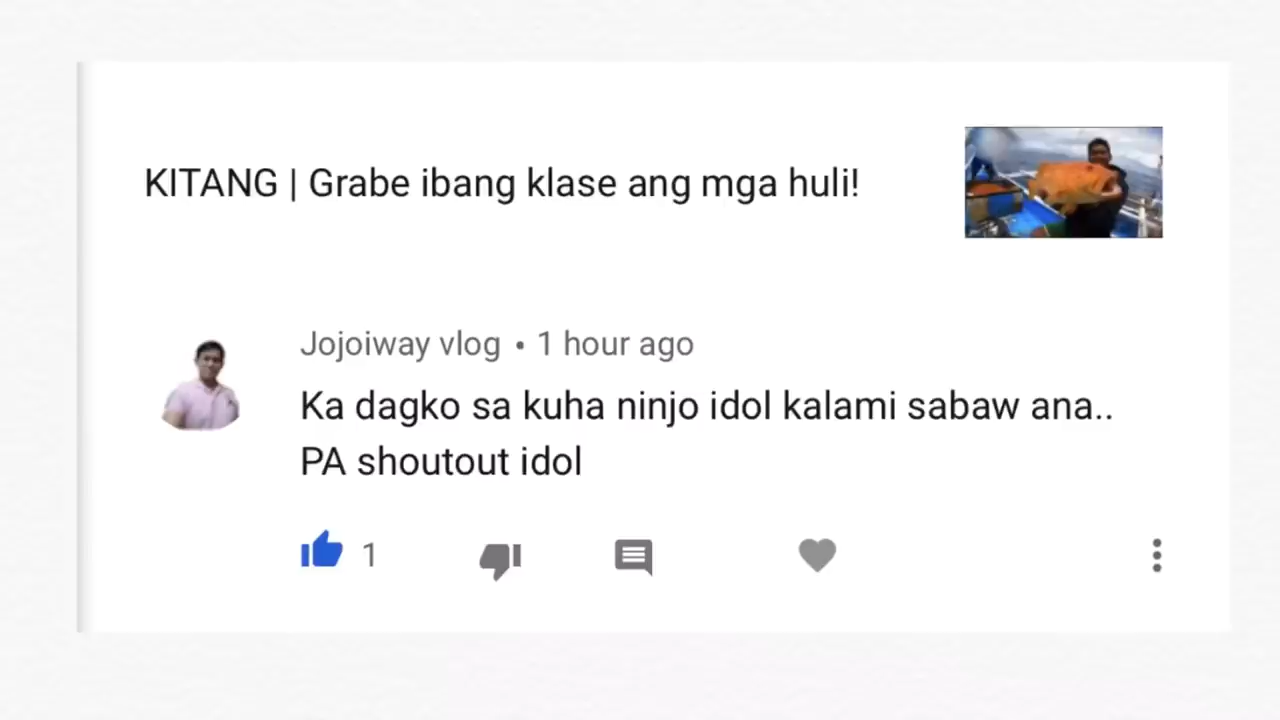 KITANG | Grabe ibang klase ang mga huli!
Jojoiway vlog • 1 hour ago
Ka dagko sa kuha ninjo idol kalami sabaw ana..
PA shoutout idol
1